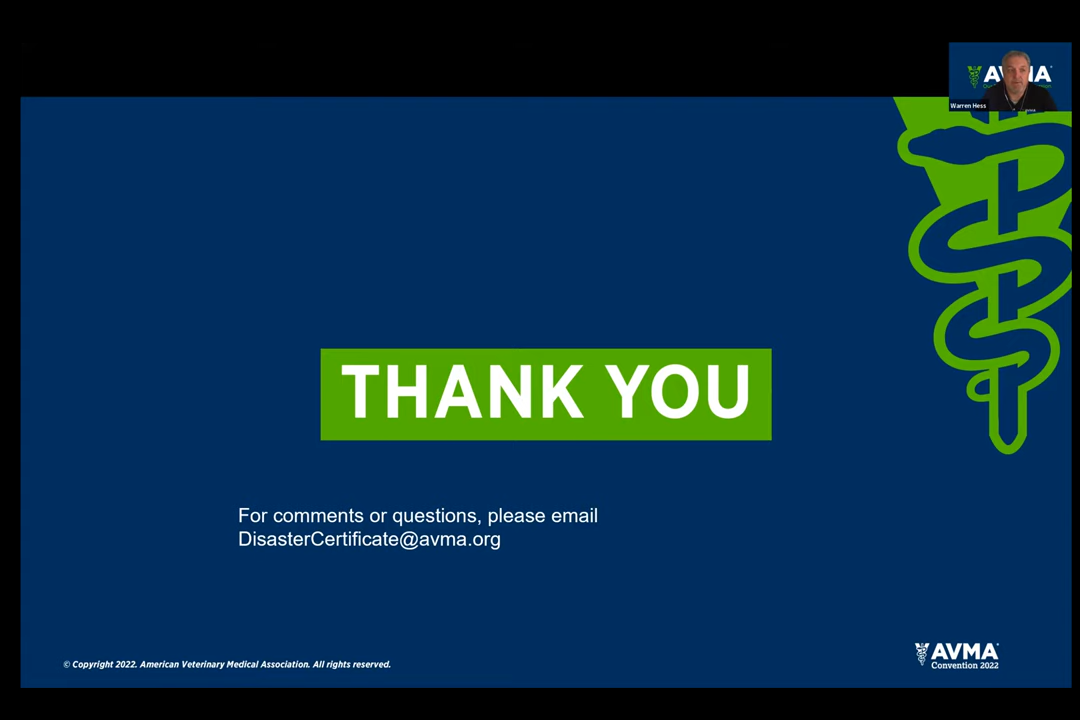 AVMA
Warren Hess
THANK YOU
For comments or questions, please email
DisasterCertificate@avma.org
© Copyright 2022. American Veterinary Medical Association. All rights reserved.
AVMA
Convention 2022